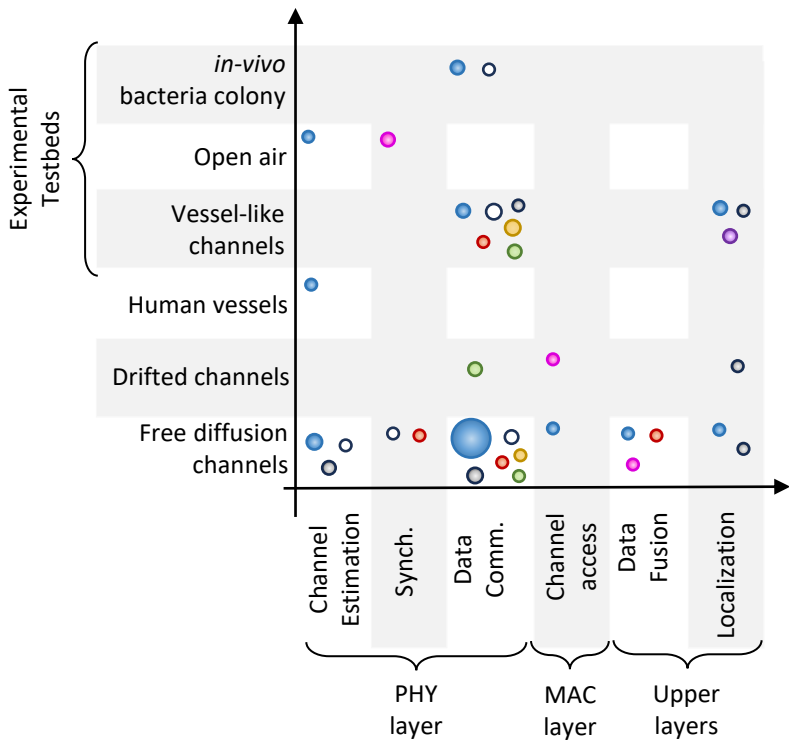 Experimental
Testbeds
in-vivo
bacteria colony
Open air
Vessel-like
channels
Human vessels
Drifted channels
Free diffusion
channels
Channel
Estimation
Synch.
Data
Comm.
Channel
access
Data
Fusion
Localization
PHY
layer
MAC
layer
Upper
layers